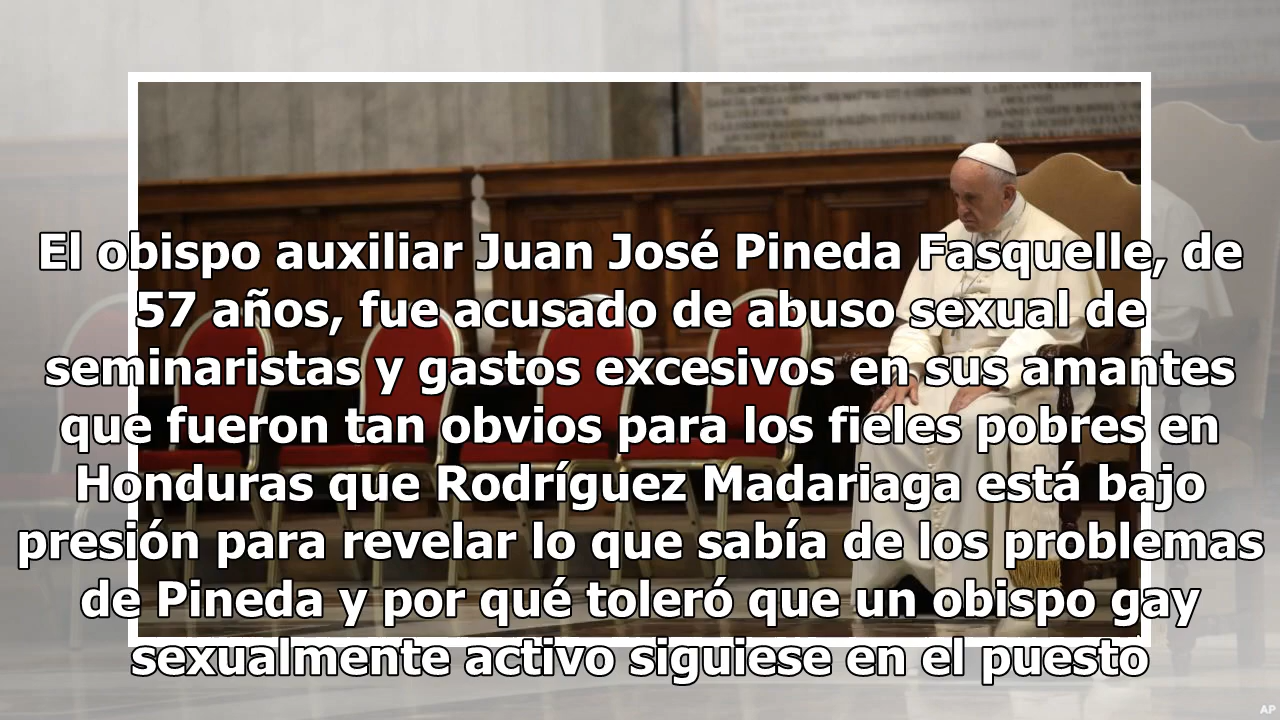 El obispo auxiliar Juan José Pineda Fasquelle, de
57 años, fue acusado de abuso sexual de
seminaristas y gastos excesivos en sus amantes
que fueron tan obvios para los fieles pobres en
Honduras que Rodríguez Madariaga está bajo
presión para revelar lo que sabía de los problemas
de Pineda y por qué toleró que un obispo gay
sexualmente activo siguiese en el puesto
AP